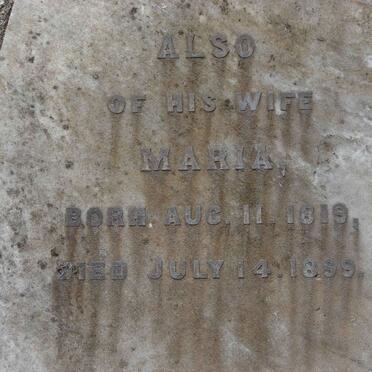 ALSO
OF HIS WIFE
MARIA,
BORN AUG. 11. 1819.
DIED JULY 14. 1899.